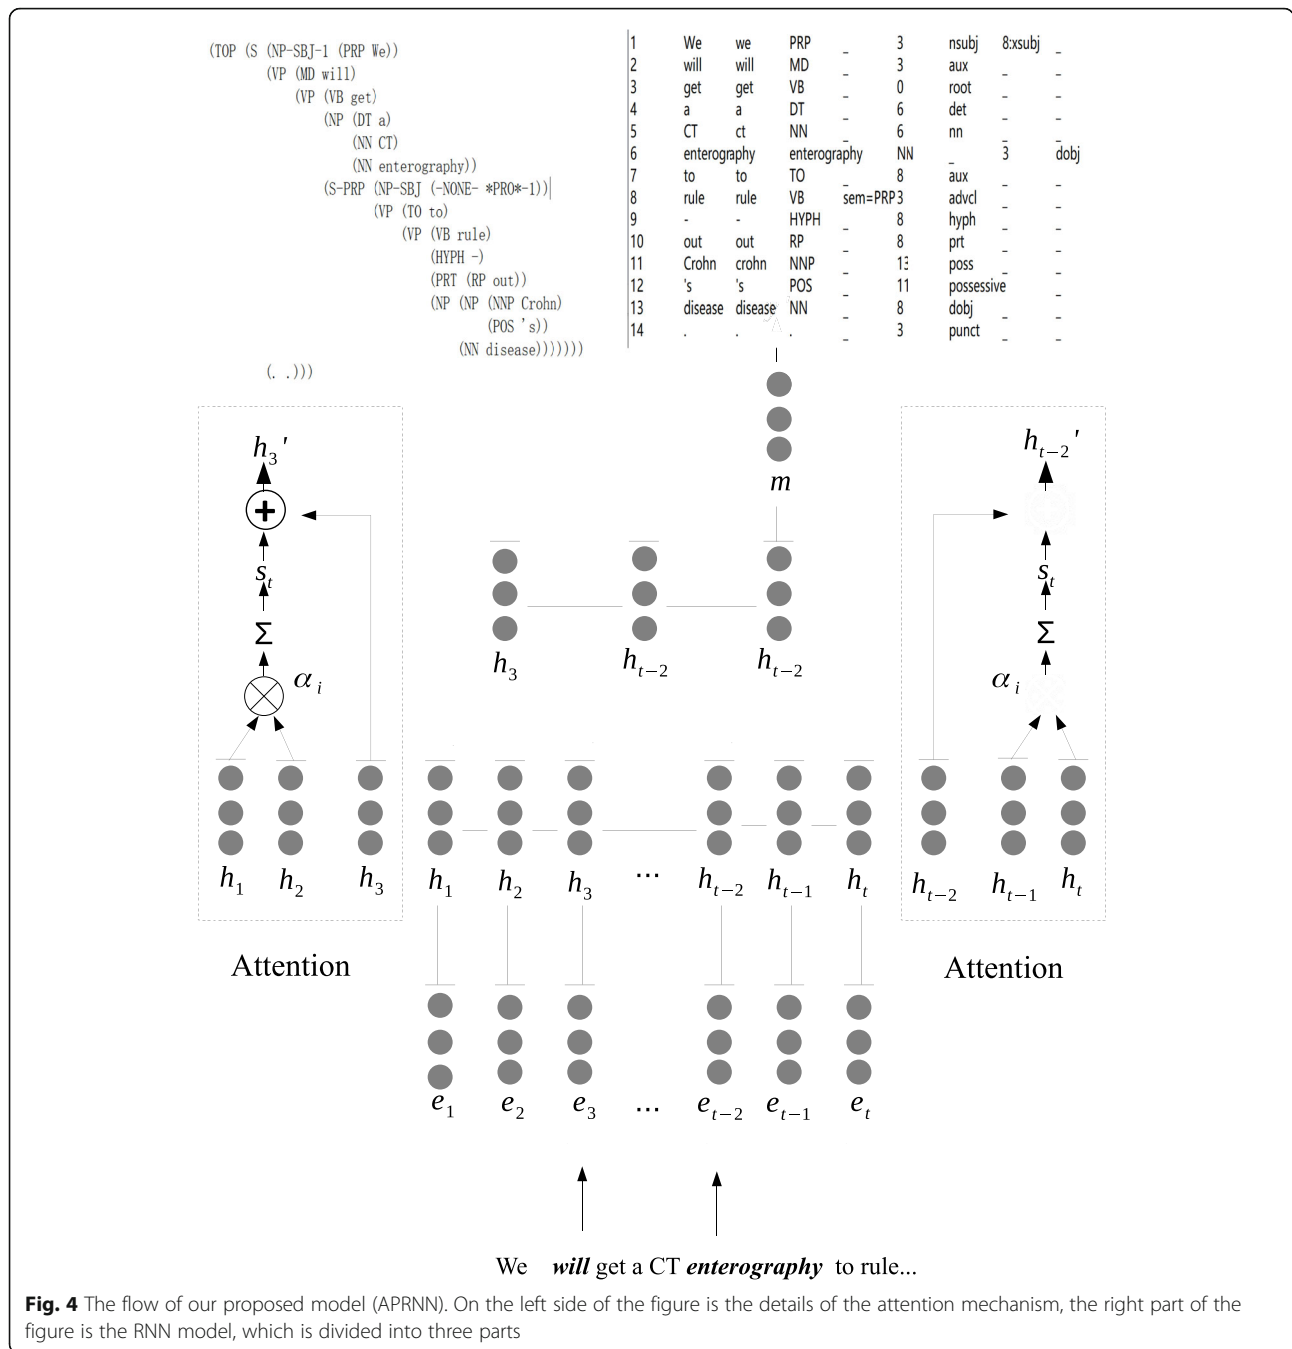 (TOP (S (NP-SBJ-1 (PRP We))
(VP (MD will)
(VP (VB get)
(NP (DT a)
(NN CT)
(NN enterography))
(S-PRP (NP-SBJ (-NONE- *PRO*-1))
(VP (TO to)
(VP (VB rule)
(HYPH -)
(PRT (RP out))
(NP (NP (NNP Crohn)
(POS 's))
(NN disease)))))))
(. .)))
1 We we PRP _ 3 nsubj 8:xsubj _
2 will will MD _ 3 aux _ _
3 get get VB _ 0 root _ _
4 a a DT _ 6 det _ _
5 CT ct NN _ 6 nn _ _
6 enterography enterography NN _ 3 dobj
7 to to TO _ 8 aux _ _
8 rule rule VB sem=PRP 3 advcl _ _
9 - - HYPH _ 8 hyph _ _
10 out out RP _ 8 prt _ _
11 Crohn crohn NNP _ 13 poss _ _
12 's 's POS _ 11 possessive _
13 disease disease NN _ 8 dobj _ _
14 . . . _ 3 punct _ _
h3' m ht−2'
+
st st
Σ Σ
αi αi
h3 ht−2 ht−2
h1 h2 h3 h1 h2 h3 ... ht−2 ht−1 ht ht−2 ht−1 ht
Attention Attention
e1 e2 e3 ... et−2 et−1 et
We will get a CT enterography to rule...
Fig. 4 The flow of our proposed model (APRNN). On the left side of the figure is the details of the attention mechanism, the right part of the
figure is the RNN model, which is divided into three parts